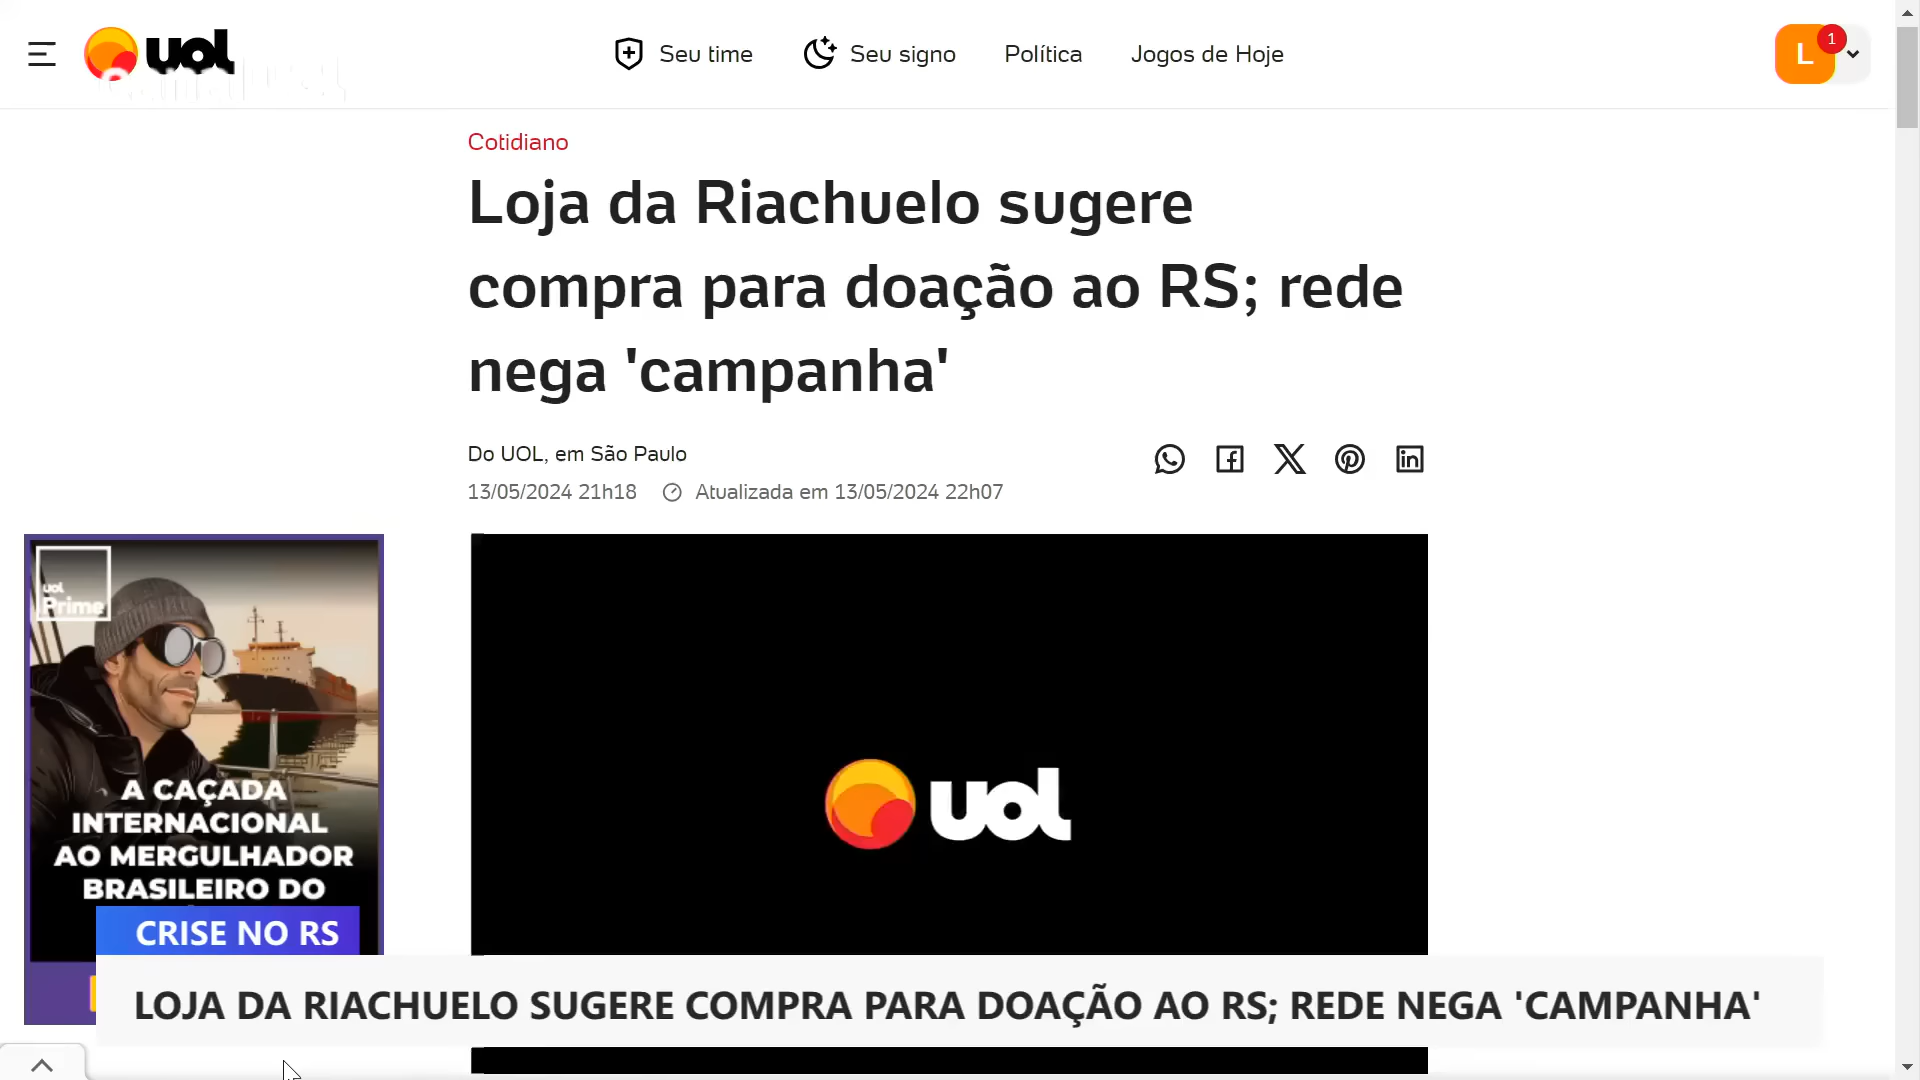 uol
Seu time
Seu signo
Política
Jogos de Hoje
L
1
Cotidiano
Loja da Riachuelo sugere
compra para doação ao RS; rede
nega 'campanha'
Do UOL, em São Paulo
13/05/2024 21h18
Atualizada em 13/05/2024 22h07
uol
Prime
A CAÇADA
INTERNACIONAL
AO MERGULHADOR
BRASILEIRO DO
uol
CRISE NO RS
LOJA DA RIACHUELO SUGERE COMPRA PARA DOAÇÃO AO RS; REDE NEGA 'CAMPANHA'